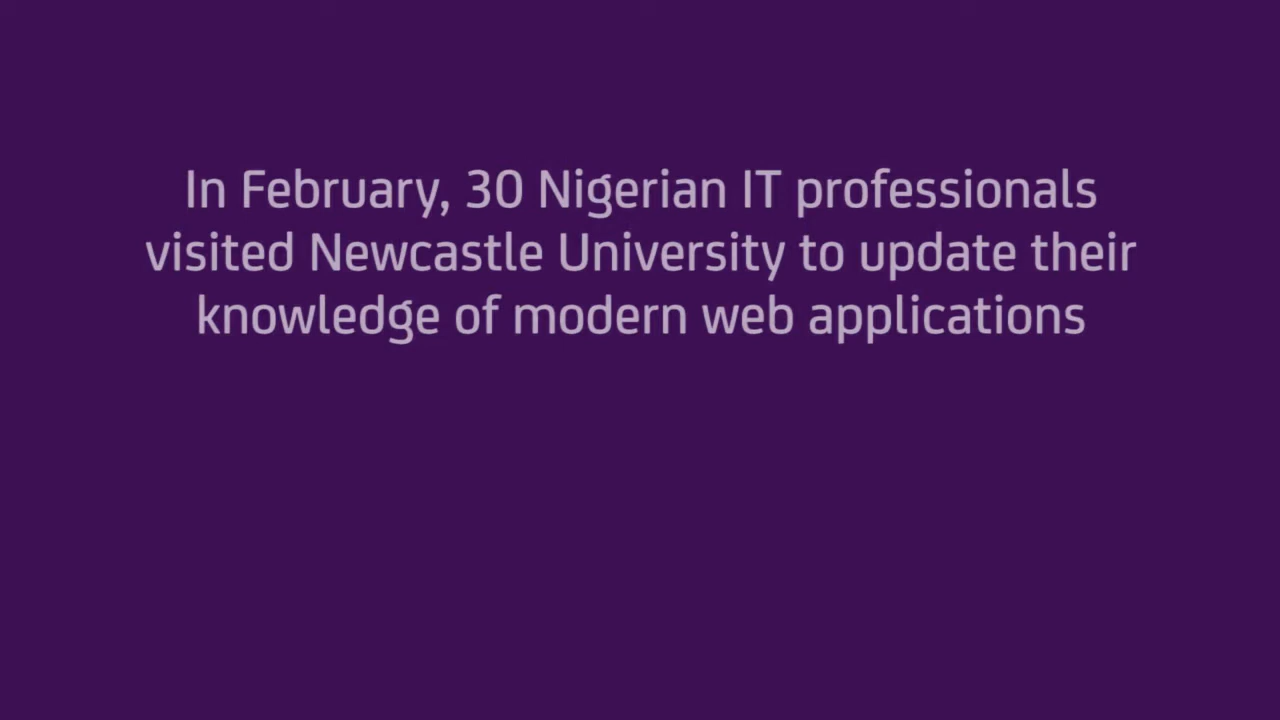 In February, 30 Nigerian IT professionals
visited Newcastle University to update their
knowledge of modern web applications